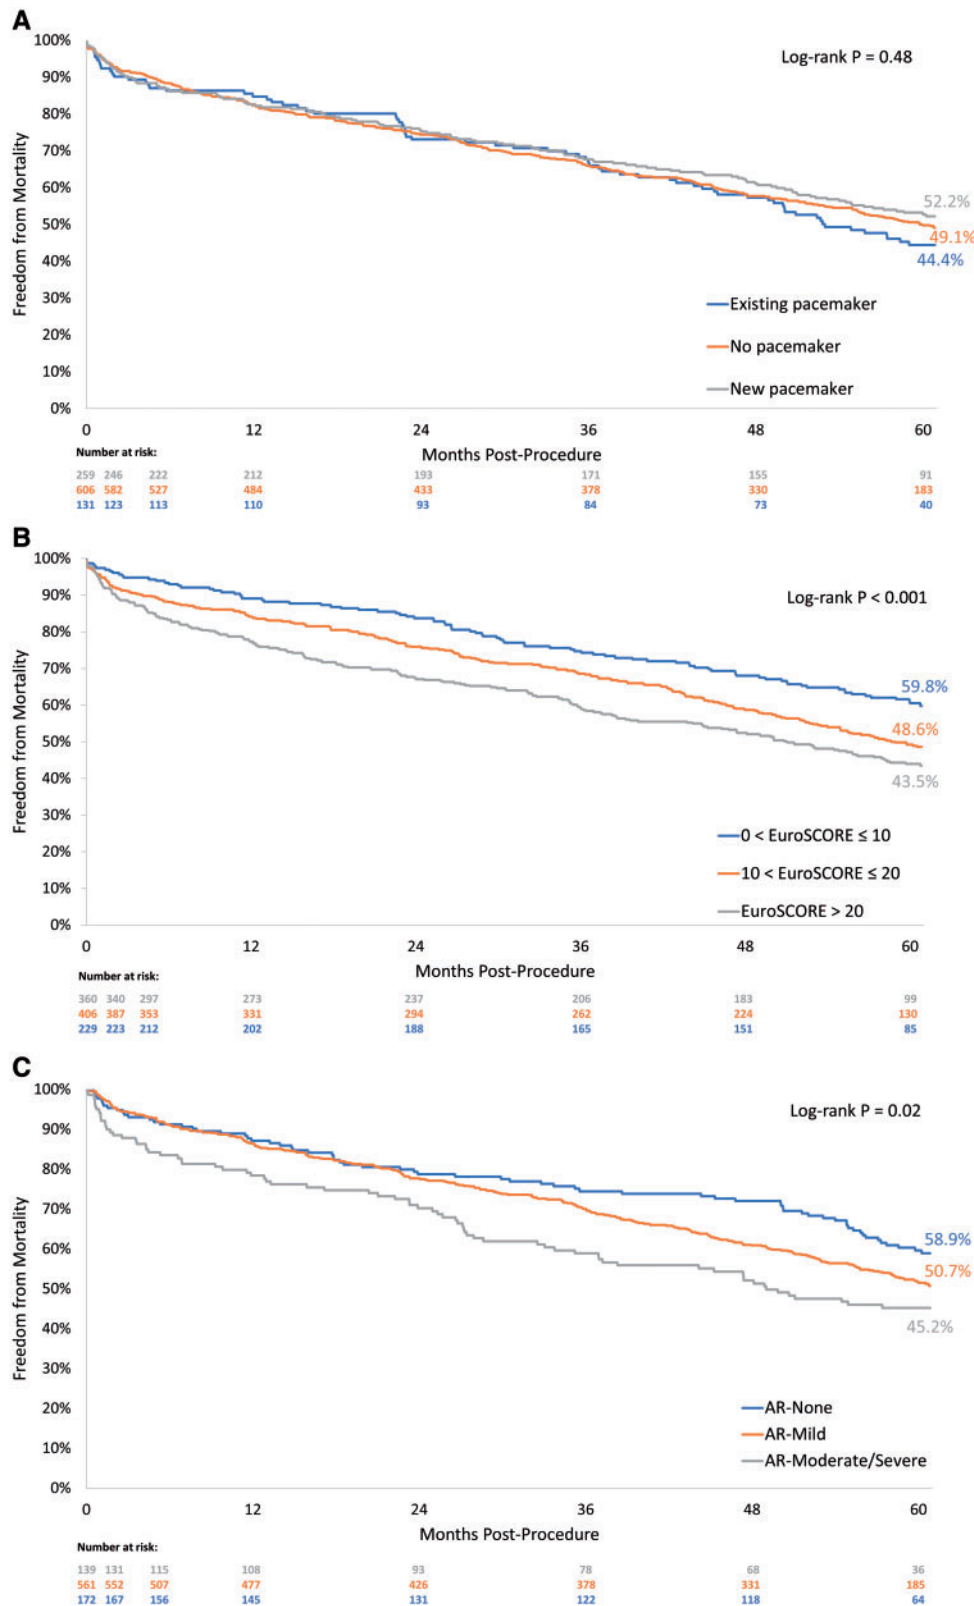 A
100%
Log-rank P = 0.48
90%
80%
70%
60%
52.2%
50%
49.1%
44.4%
40%
30%
Existing pacemaker
20%
No pacemaker
10%
New pacemaker
0%
Freedom from Mortality
0 12 24 36 48 60
Months Post-Procedure
Number at risk:
259 246 222 212 193 171 155 91
606 582 527 484 433 378 330 183
131 123 113 110 93 84 73 40
B
100%
Log-rank P < 0.001
90%
80%
70%
59.8%
60%
48.6%
50%
43.5%
40%
30%
0 < EuroSCORE ≤ 10
20%
10 < EuroSCORE ≤ 20
10%
EuroSCORE > 20
0%
Freedom from Mortality
0 12 24 36 48 60
Months Post-Procedure
Number at risk:
360 340 297 273 237 206 183 99
406 387 353 331 294 262 224 130
229 223 212 202 188 165 151 85
C
100%
Log-rank P = 0.02
90%
80%
70%
60%
58.9%
50.7%
50%
45.2%
40%
30%
20%
AR-None
AR-Mild
10%
AR-Moderate/Severe
0%
Freedom from Mortality
0 12 24 36 48 60
Months Post-Procedure
Number at risk:
139 131 115 108 93 78 68 36
561 552 507 477 426 378 331 185
172 167 156 145 131 122 118 64